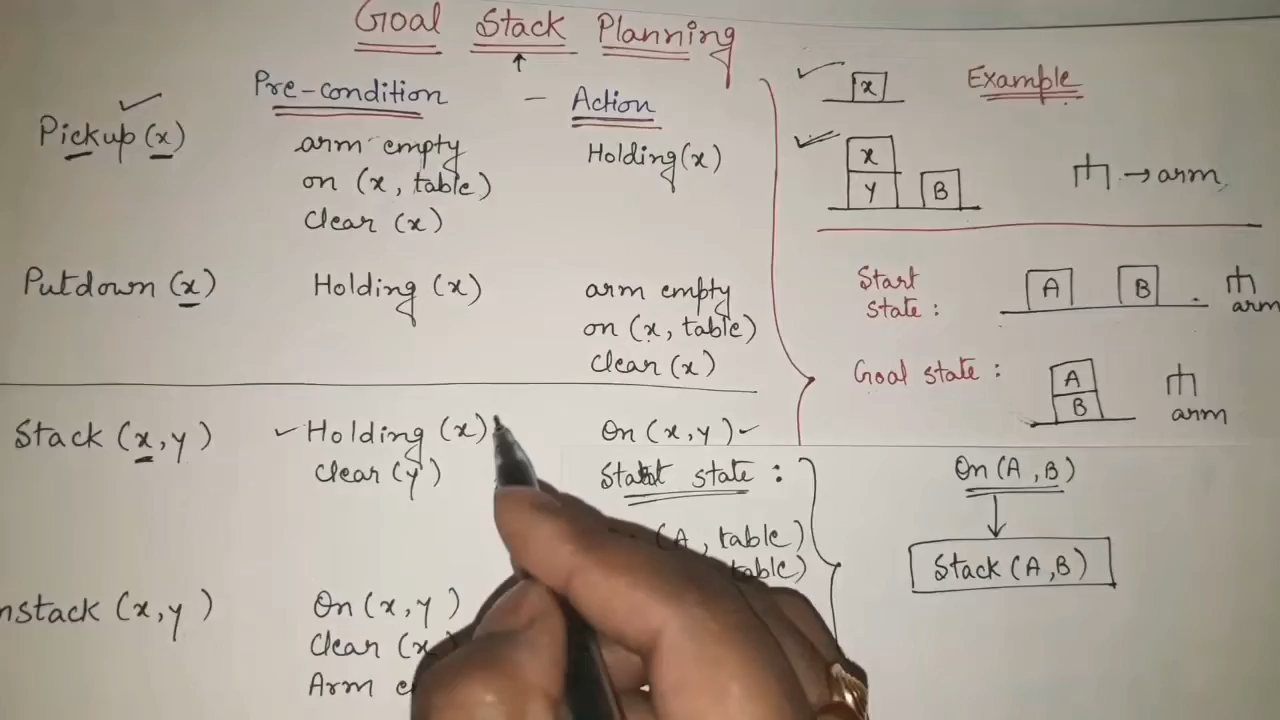 Goal Stack Planning
Pre-condition - Action
Pickup (x)
arm empty
on (x, table)
Clear (x)
Holding (x)
Putdown (x)
Holding (x)
arm empty
on (x, table)
Clear (x)
Stack (x, y)
Holding (x)
Clear (y)
On (x, y)
(x, y)
On (x, y)
Clear (x
Arm
Example
x
x
y
B
→ arm
Start state :
A
B
arm
Goal state :
A
B
arm
state :
(A, table)
table)
On (A, B)
Stack (A, B)